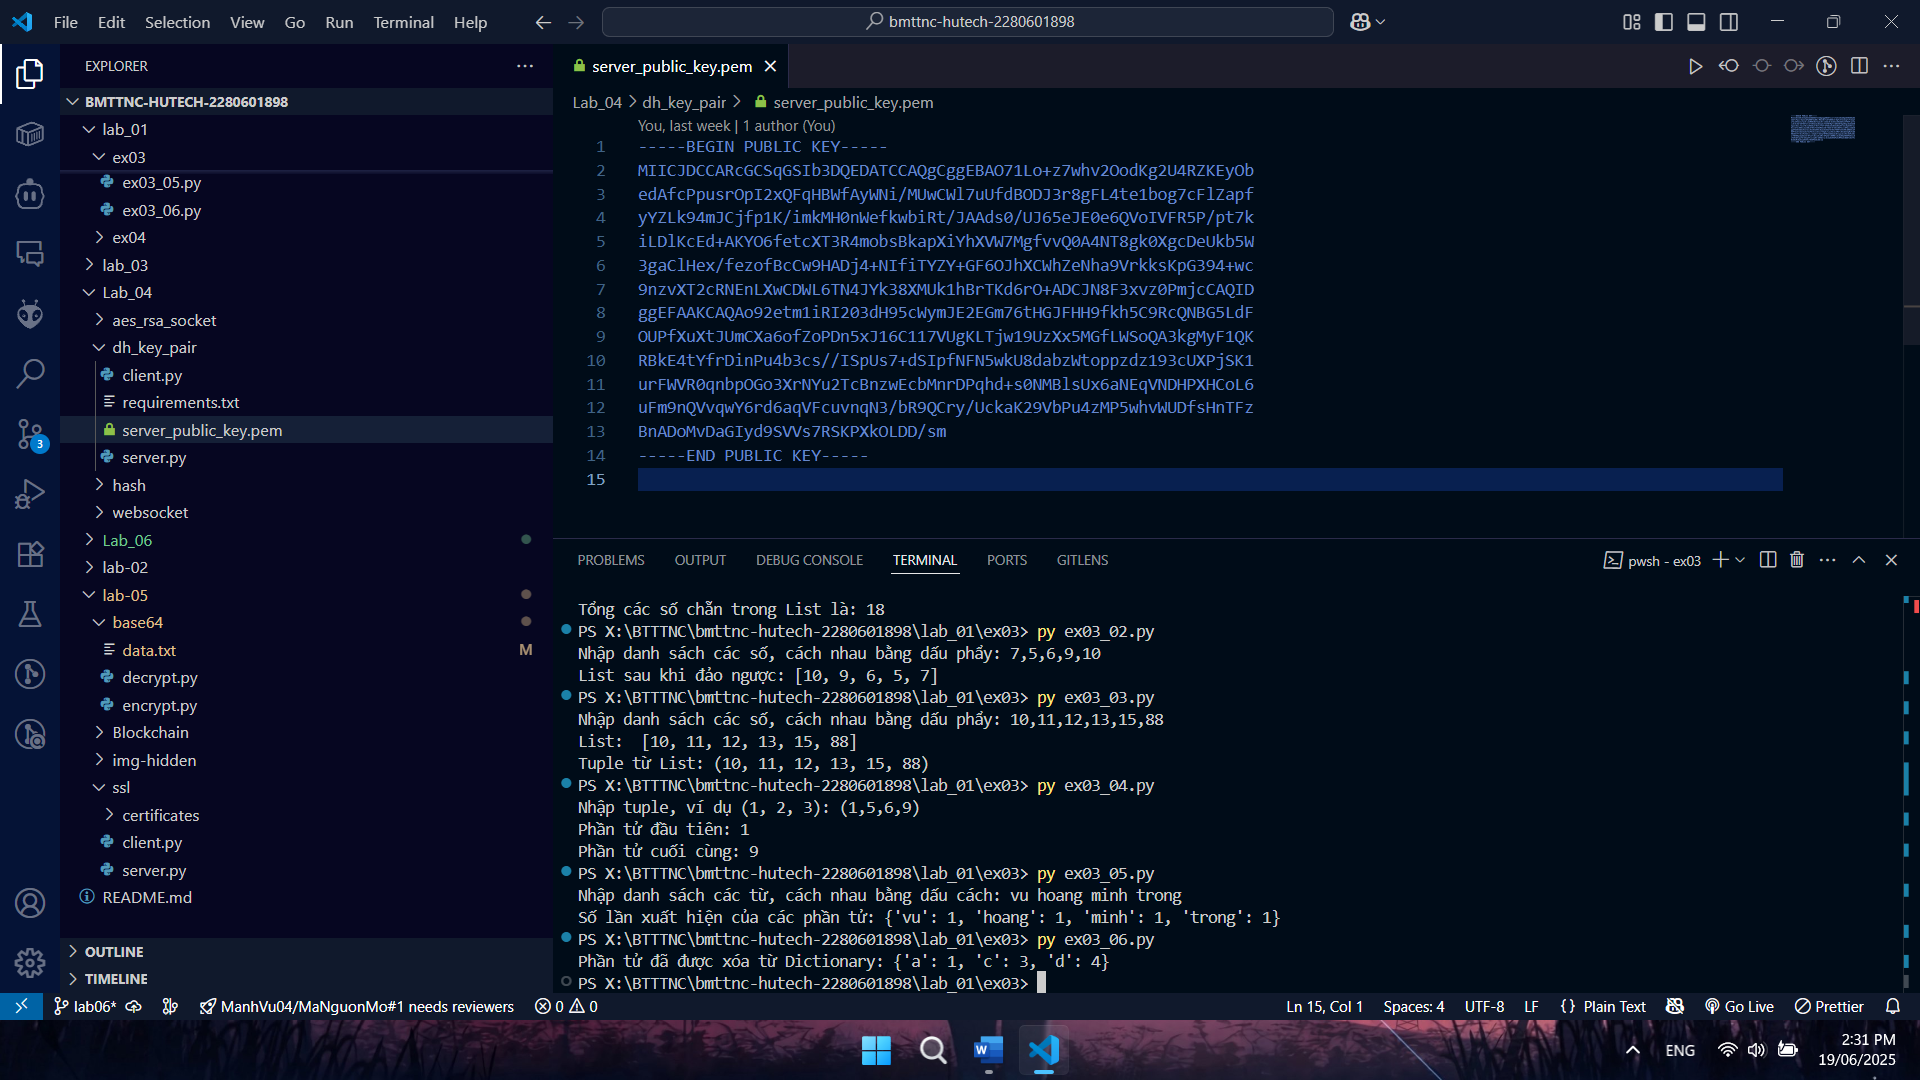 File Edit Selection View Go Run Terminal Help
bmttnc-hutech-2280601898
EXPLORER
BMTTNC-HUTECH-2280601898
lab_01
ex03
ex03_05.py
ex03_06.py
ex04
lab_03
Lab_04
aes_rsa_socket
dh_key_pair
client.py
requirements.txt
server_public_key.pem
server.py
hash
websocket
Lab_06
lab-02
lab-05
base64
data.txt M
decrypt.py
encrypt.py
Blockchain
img-hidden
ssl
certificates
client.py
server.py
README.md
OUTLINE
TIMELINE
3
server_public_key.pem
Lab_04 > dh_key_pair > server_public_key.pem
You, last week | 1 author (You)
1 -----BEGIN PUBLIC KEY-----
2 MIICJDCCARcGCSqGSIb3DQEDATCCAQgCggEBAO71Lo+z7whv2OodKg2U4RZKEyOb
3 edAfcPpusrOpI2xQFqHBWfAyWNi/MUwCWl7uUfdBODJ3r8gFL4te1bog7cFlZapf
4 yYZLk94mJCjfp1K/imkMH0nWefkwbiRt/JAAds0/UJ65eJE0e6QVoIVFR5P/pt7k
5 iLDlKcEd+AKYO6fetcXT3R4mobsBkapXiYhXVW7MgfvvQ0A4NT8gk0XgcDeUkb5W
6 3gaClHex/fezofBcCw9HADj4+NIfiTYZY+GF6OJhXCWhZeNha9VrkksKpG394+wc
7 9nzvXT2cRNEnLXwCDWL6TN4JYk38XMUk1hBrTKd6rO+ADCJN8F3xvz0PmjcCAQID
8 ggEFAAKCAQAo92etm1iRI203dH95cWymJE2EGm76tHGJFHH9fkh5C9RcQNBG5LdF
9 OUPfXuXtJUmCXa6ofZoPDn5xJ16C117VUgKLTjw19UzXx5MGfLWSoQA3kgMyF1QK
10 RBkE4tYfrDinPu4b3cs//ISpUs7+dSIpfNFN5wkU8dabzWtoppzdz193cUXPjSK1
11 urFWVR0qnbpOGo3XrNYu2TcBnzwEcbMnrDPqhd+s0NMBlsUx6aNEqVNDHPXHCoL6
12 uFm9nQVvqwY6rd6aqVFcuvnqN3/bR9QCry/UckaK29VbPu4zMP5whvWUDfsHnTFz
13 BnADoMvDaGIyd9SVVs7RSKPXkOLDD/sm
14 -----END PUBLIC KEY-----
15
PROBLEMS OUTPUT DEBUG CONSOLE TERMINAL PORTS GITLENS
pwsh - ex03
Tổng các số chẵn trong List là: 18
PS X:\BTTTNC\bmttnc-hutech-2280601898\lab_01\ex03> py ex03_02.py
Nhập danh sách các số, cách nhau bằng dấu phẩy: 7,5,6,9,10
List sau khi đảo ngược: [10, 9, 6, 5, 7]
PS X:\BTTTNC\bmttnc-hutech-2280601898\lab_01\ex03> py ex03_03.py
Nhập danh sách các số, cách nhau bằng dấu phẩy: 10,11,12,13,15,88
List:  [10, 11, 12, 13, 15, 88]
Tuple từ List: (10, 11, 12, 13, 15, 88)
PS X:\BTTTNC\bmttnc-hutech-2280601898\lab_01\ex03> py ex03_04.py
Nhập tuple, ví dụ (1, 2, 3): (1,5,6,9)
Phần tử đầu tiên: 1
Phần tử cuối cùng: 9
PS X:\BTTTNC\bmttnc-hutech-2280601898\lab_01\ex03> py ex03_05.py
Nhập danh sách các từ, cách nhau bằng dấu cách: vu hoang minh trong
Số lần xuất hiện của các phần tử: {'vu': 1, 'hoang': 1, 'minh': 1, 'trong': 1}
PS X:\BTTTNC\bmttnc-hutech-2280601898\lab_01\ex03> py ex03_06.py
Phần tử đã được xóa từ Dictionary: {'a': 1, 'c': 3, 'd': 4}
PS X:\BTTTNC\bmttnc-hutech-2280601898\lab_01\ex03>
lab06* ManhVu04/MaNguonMo#1 needs reviewers 0 0 Ln 15, Col 1 Spaces: 4 UTF-8 LF {} Plain Text Go Live Prettier
ENG
2:31 PM
19/06/2025